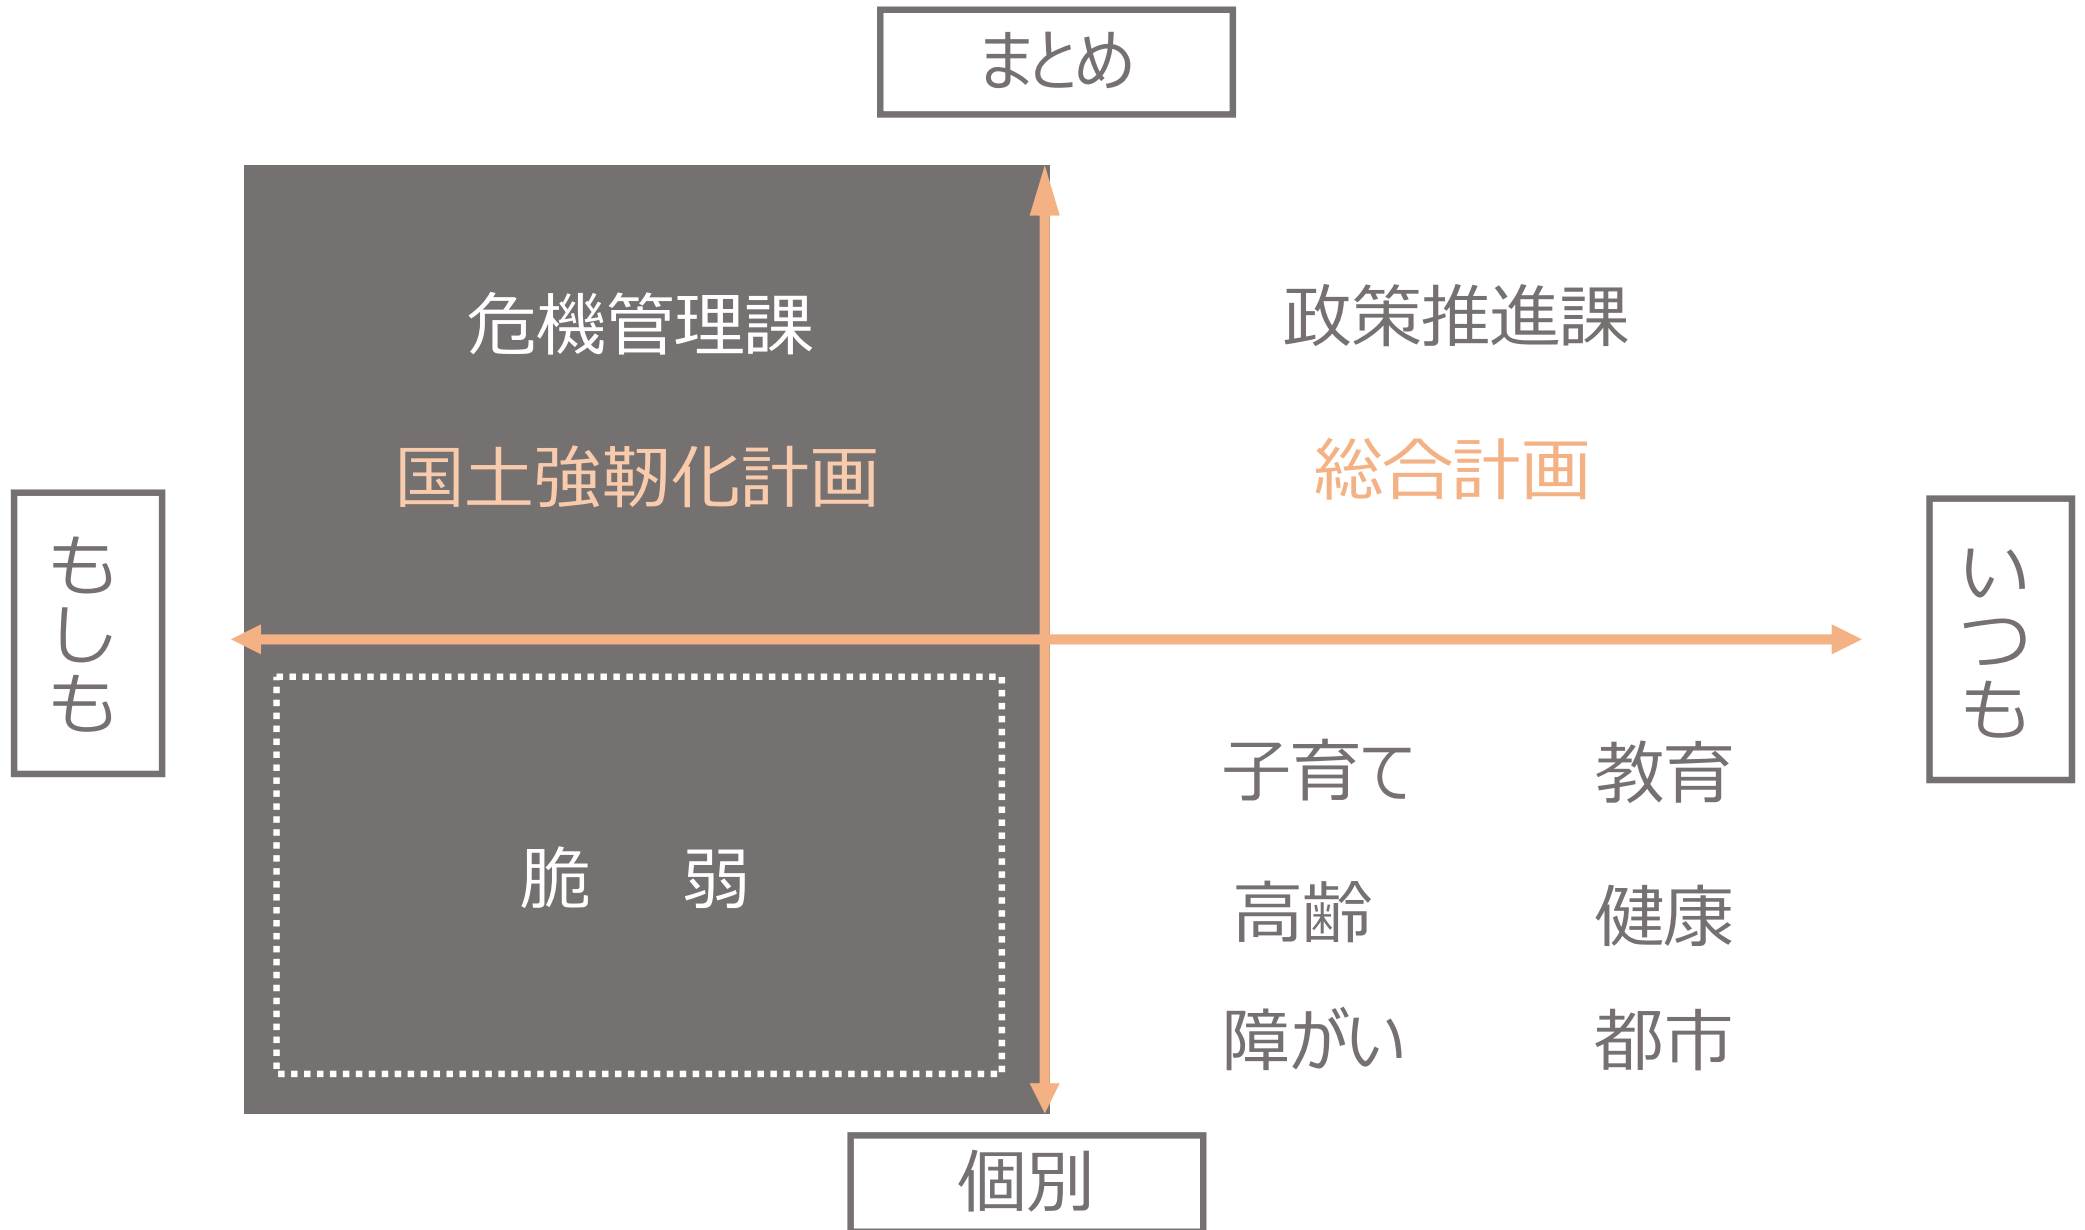 まとめ
危機管理課
政策推進課
国土強靭化計画
総合計画
もしも
いつも
子育て
教育
脆 弱
高齢
健康
障がい
都市
個別